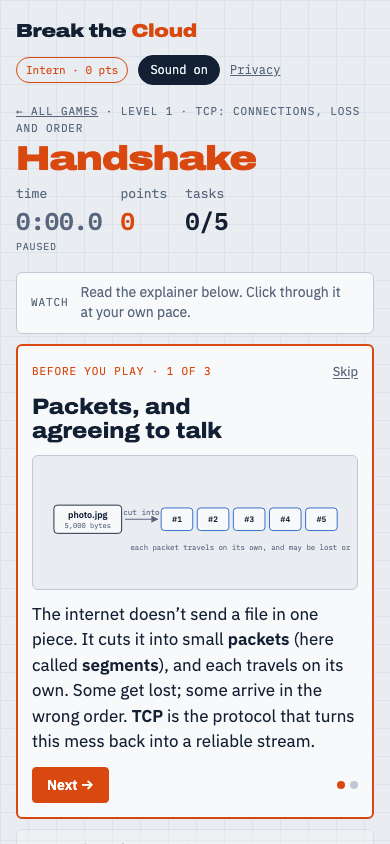 Break the Cloud
Intern · 0 pts
Sound on
Privacy
← ALL GAMES · LEVEL 1 · TCP: CONNECTIONS, LOSS
AND ORDER
Handshake
time
points
tasks
0:00.0
0
0/5
PAUSED
WATCH
Read the explainer below. Click through it
at your own pace.
BEFORE YOU PLAY · 1 OF 3
Skip
Packets, and
agreeing to talk
photo.jpg
5,000 bytes
cut into
#1
#2
#3
#4
#5
each packet travels on its own, and may be lost or
The internet doesn’t send a file in one
piece. It cuts it into small packets (here
called segments), and each travels on its
own. Some get lost; some arrive in the
wrong order. TCP is the protocol that turns
this mess back into a reliable stream.
Next →